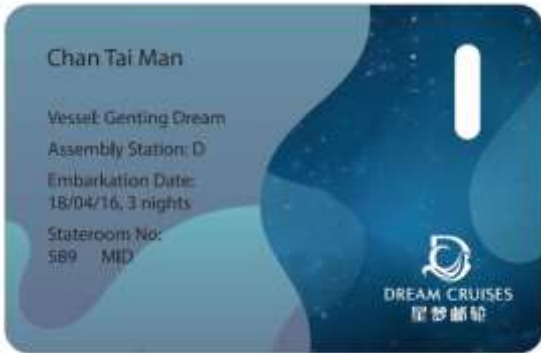 Chan Tai Man
Vessel: Genting Dream
Assembly Station: D
Embarkation Date:
18/04/16, 3 nights
Stateroom No:
589 MID
DREAM CRUISES
星梦邮轮